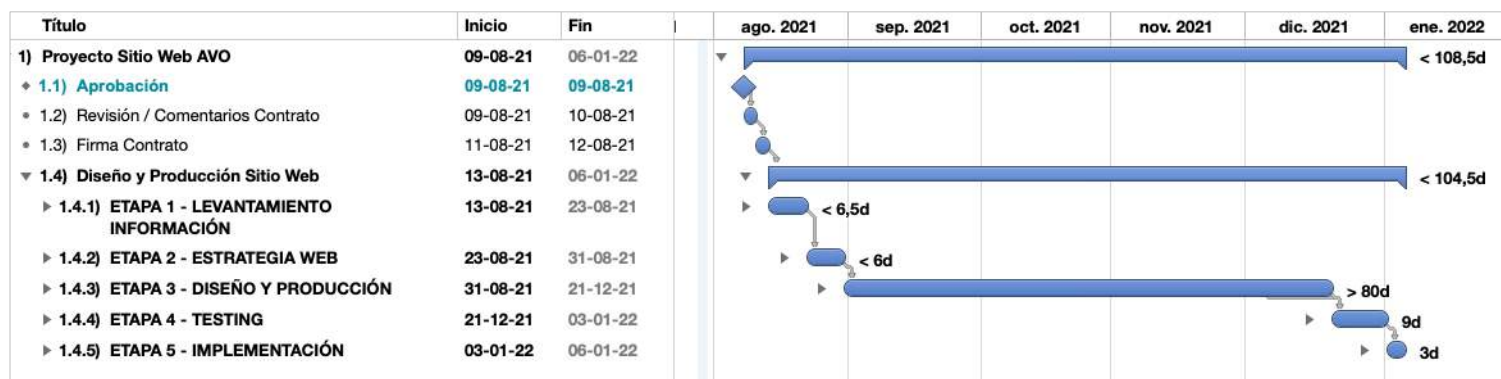 Título Inicio Fin ago. 2021 sep. 2021 oct. 2021 nov. 2021 dic. 2021 ene. 2022
1) Proyecto Sitio Web AVO 09-08-21 06-01-22 < 108,5d
1.1) Aprobación 09-08-21 09-08-21
1.2) Revisión / Comentarios Contrato 09-08-21 10-08-21
1.3) Firma Contrato 11-08-21 12-08-21
1.4) Diseño y Producción Sitio Web 13-08-21 06-01-22 < 104,5d
1.4.1) ETAPA 1 - LEVANTAMIENTO 13-08-21 23-08-21 < 6,5d
INFORMACIÓN
1.4.2) ETAPA 2 - ESTRATEGIA WEB 23-08-21 31-08-21 < 6d
1.4.3) ETAPA 3 - DISEÑO Y PRODUCCIÓN 31-08-21 21-12-21 > 80d
1.4.4) ETAPA 4 - TESTING 21-12-21 03-01-22 9d
1.4.5) ETAPA 5 - IMPLEMENTACIÓN 03-01-22 06-01-22 3d